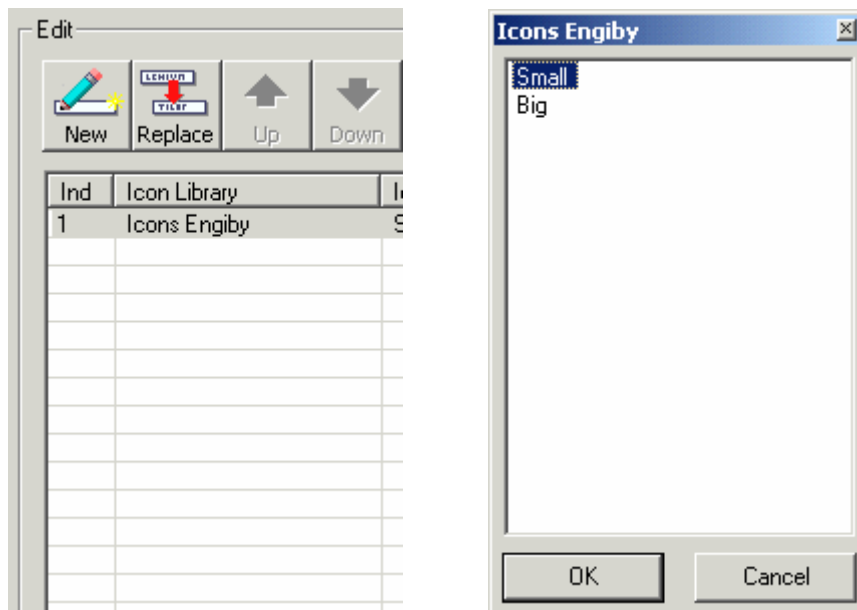 Edit
New Replace Up Down
Ind Icon Library
1 Icons Engiby
Icons Engiby
Small
Big
OK Cancel